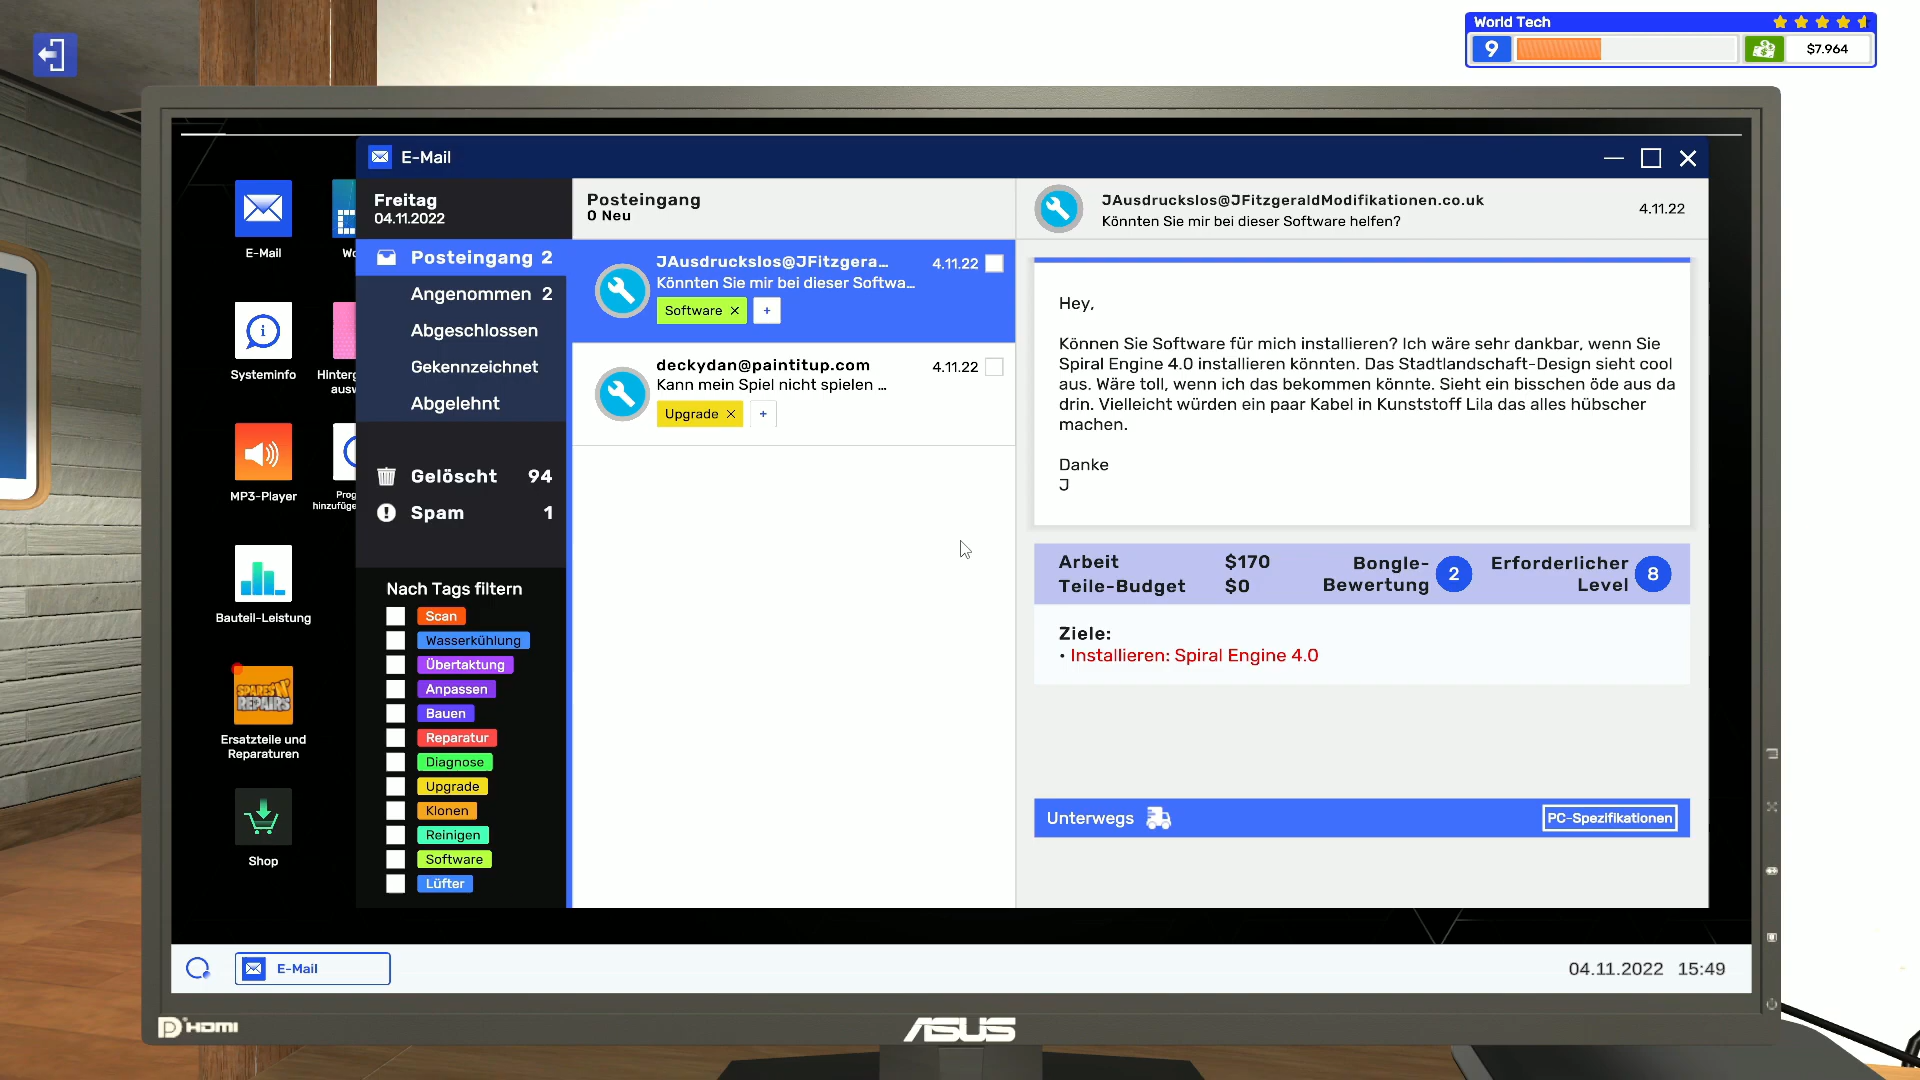 World Tech
9
$7.964
E-Mail
Freitag
04.11.2022
Posteingang
0 Neu
JAusdruckslos@JFitzgeraldModifikationen.co.uk
Könnten Sie mir bei dieser Software helfen?
4.11.22
E-Mail
Wo
Systeminfo
Hinterg
ausw
MP3-Player
Prog
hinzufüge
Bauteil-Leistung
SPARES'N'
REPAIRS
Ersatzteile und
Reparaturen
Shop
Posteingang 2
Angenommen 2
Abgeschlossen
Gekennzeichnet
Abgelehnt
Gelöscht 94
Spam 1
Nach Tags filtern
Scan
Wasserkühlung
Übertaktung
Anpassen
Bauen
Reparatur
Diagnose
Upgrade
Klonen
Reinigen
Software
Lüfter
JAusdruckslos@JFitzgera... 4.11.22
Könnten Sie mir bei dieser Softwa...
Software × +
deckydan@paintitup.com 4.11.22
Kann mein Spiel nicht spielen ...
Upgrade × +
Hey,
Können Sie Software für mich installieren? Ich wäre sehr dankbar, wenn Sie
Spiral Engine 4.0 installieren könnten. Das Stadtlandschaft-Design sieht cool
aus. Wäre toll, wenn ich das bekommen könnte. Sieht ein bisschen öde aus da
drin. Vielleicht würden ein paar Kabel in Kunststoff Lila das alles hübscher
machen.
Danke
J
Arbeit $170
Teile-Budget $0
Bongle-
Bewertung 2
Erforderlicher
Level 8
Ziele:
• Installieren: Spiral Engine 4.0
Unterwegs
PC-Spezifikationen
E-Mail
04.11.2022 15:49
HDMI
ASUS